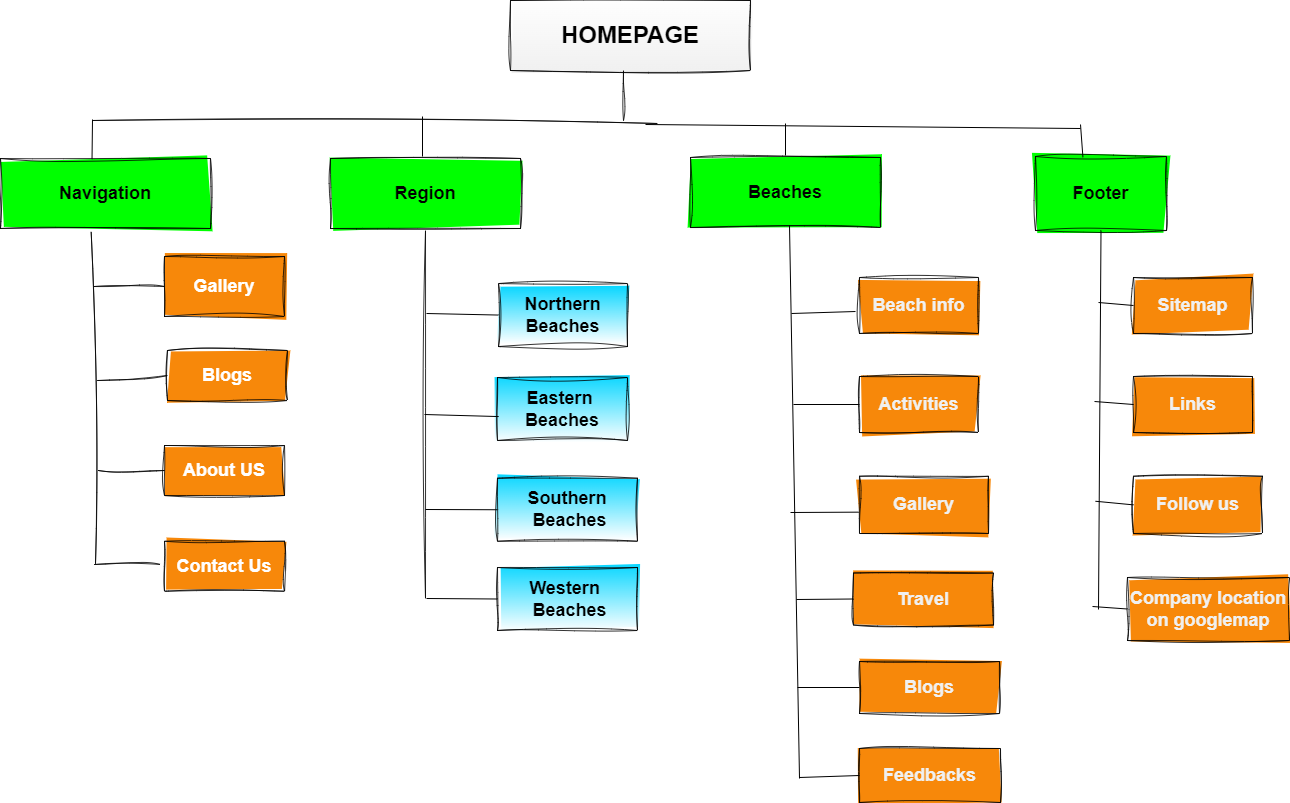 HOMEPAGE
Navigation
Region
Beaches
Footer
Gallery
Blogs
About US
Contact Us
Northern
Beaches
Eastern
Beaches
Southern
Beaches
Western
Beaches
Beach info
Activities
Gallery
Travel
Blogs
Feedbacks
Sitemap
Links
Follow us
Company location
on googlemap